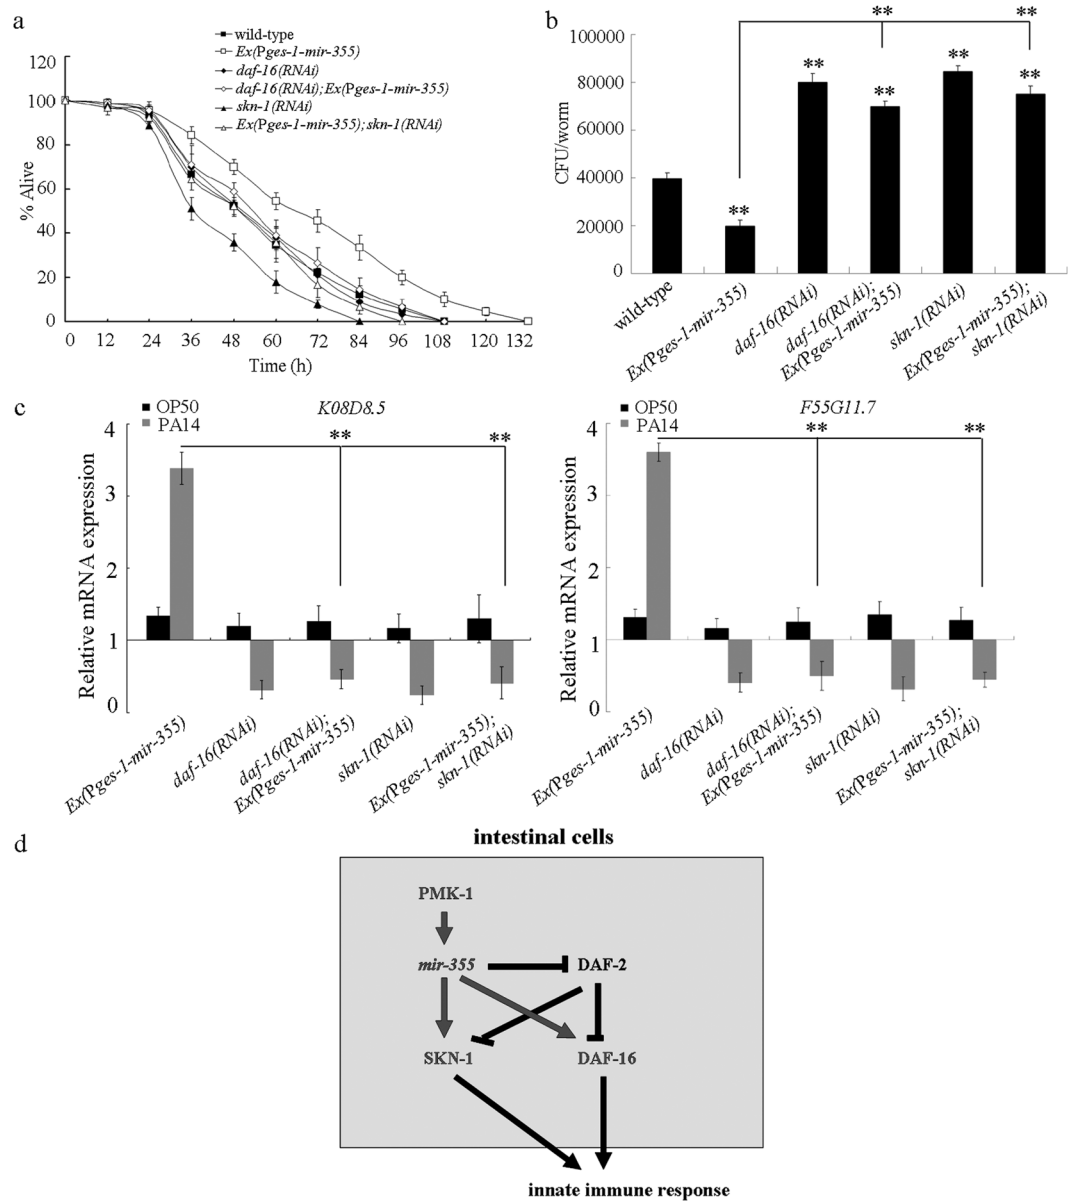 a
wild-type
Ex(Pges-1-mir-355)
daf-16(RNAi)
daf-16(RNAi);Ex(Pges-1-mir-355)
skn-1(RNAi)
Ex(Pges-1-mir-355);skn-1(RNAi)
% Alive
120
100
80
60
40
20
0
0 12 24 36 48 60 72 84 96 108 120 132
Time (h)
b
** **
CFU/worm
100000
80000
60000
40000
20000
0
** ** ** ** **
wild-type
Ex(Pges-1-mir-355)
daf-16(RNAi)
daf-16(RNAi);
Ex(Pges-1-mir-355)
skn-1(RNAi)
Ex(Pges-1-mir-355);
skn-1(RNAi)
c
OP50
PA14
K08D8.5
** **
Relative mRNA expression
4
3
2
1
0
Ex(Pges-1-mir-355)
daf-16(RNAi)
daf-16(RNAi);
Ex(Pges-1-mir-355)
skn-1(RNAi)
Ex(Pges-1-mir-355);
skn-1(RNAi)
OP50
PA14
F55G11.7
** **
Relative mRNA expression
4
3
2
1
0
Ex(Pges-1-mir-355)
daf-16(RNAi)
daf-16(RNAi);
Ex(Pges-1-mir-355)
skn-1(RNAi)
Ex(Pges-1-mir-355);
skn-1(RNAi)
d
intestinal cells
PMK-1
mir-355 DAF-2
SKN-1 DAF-16
innate immune response